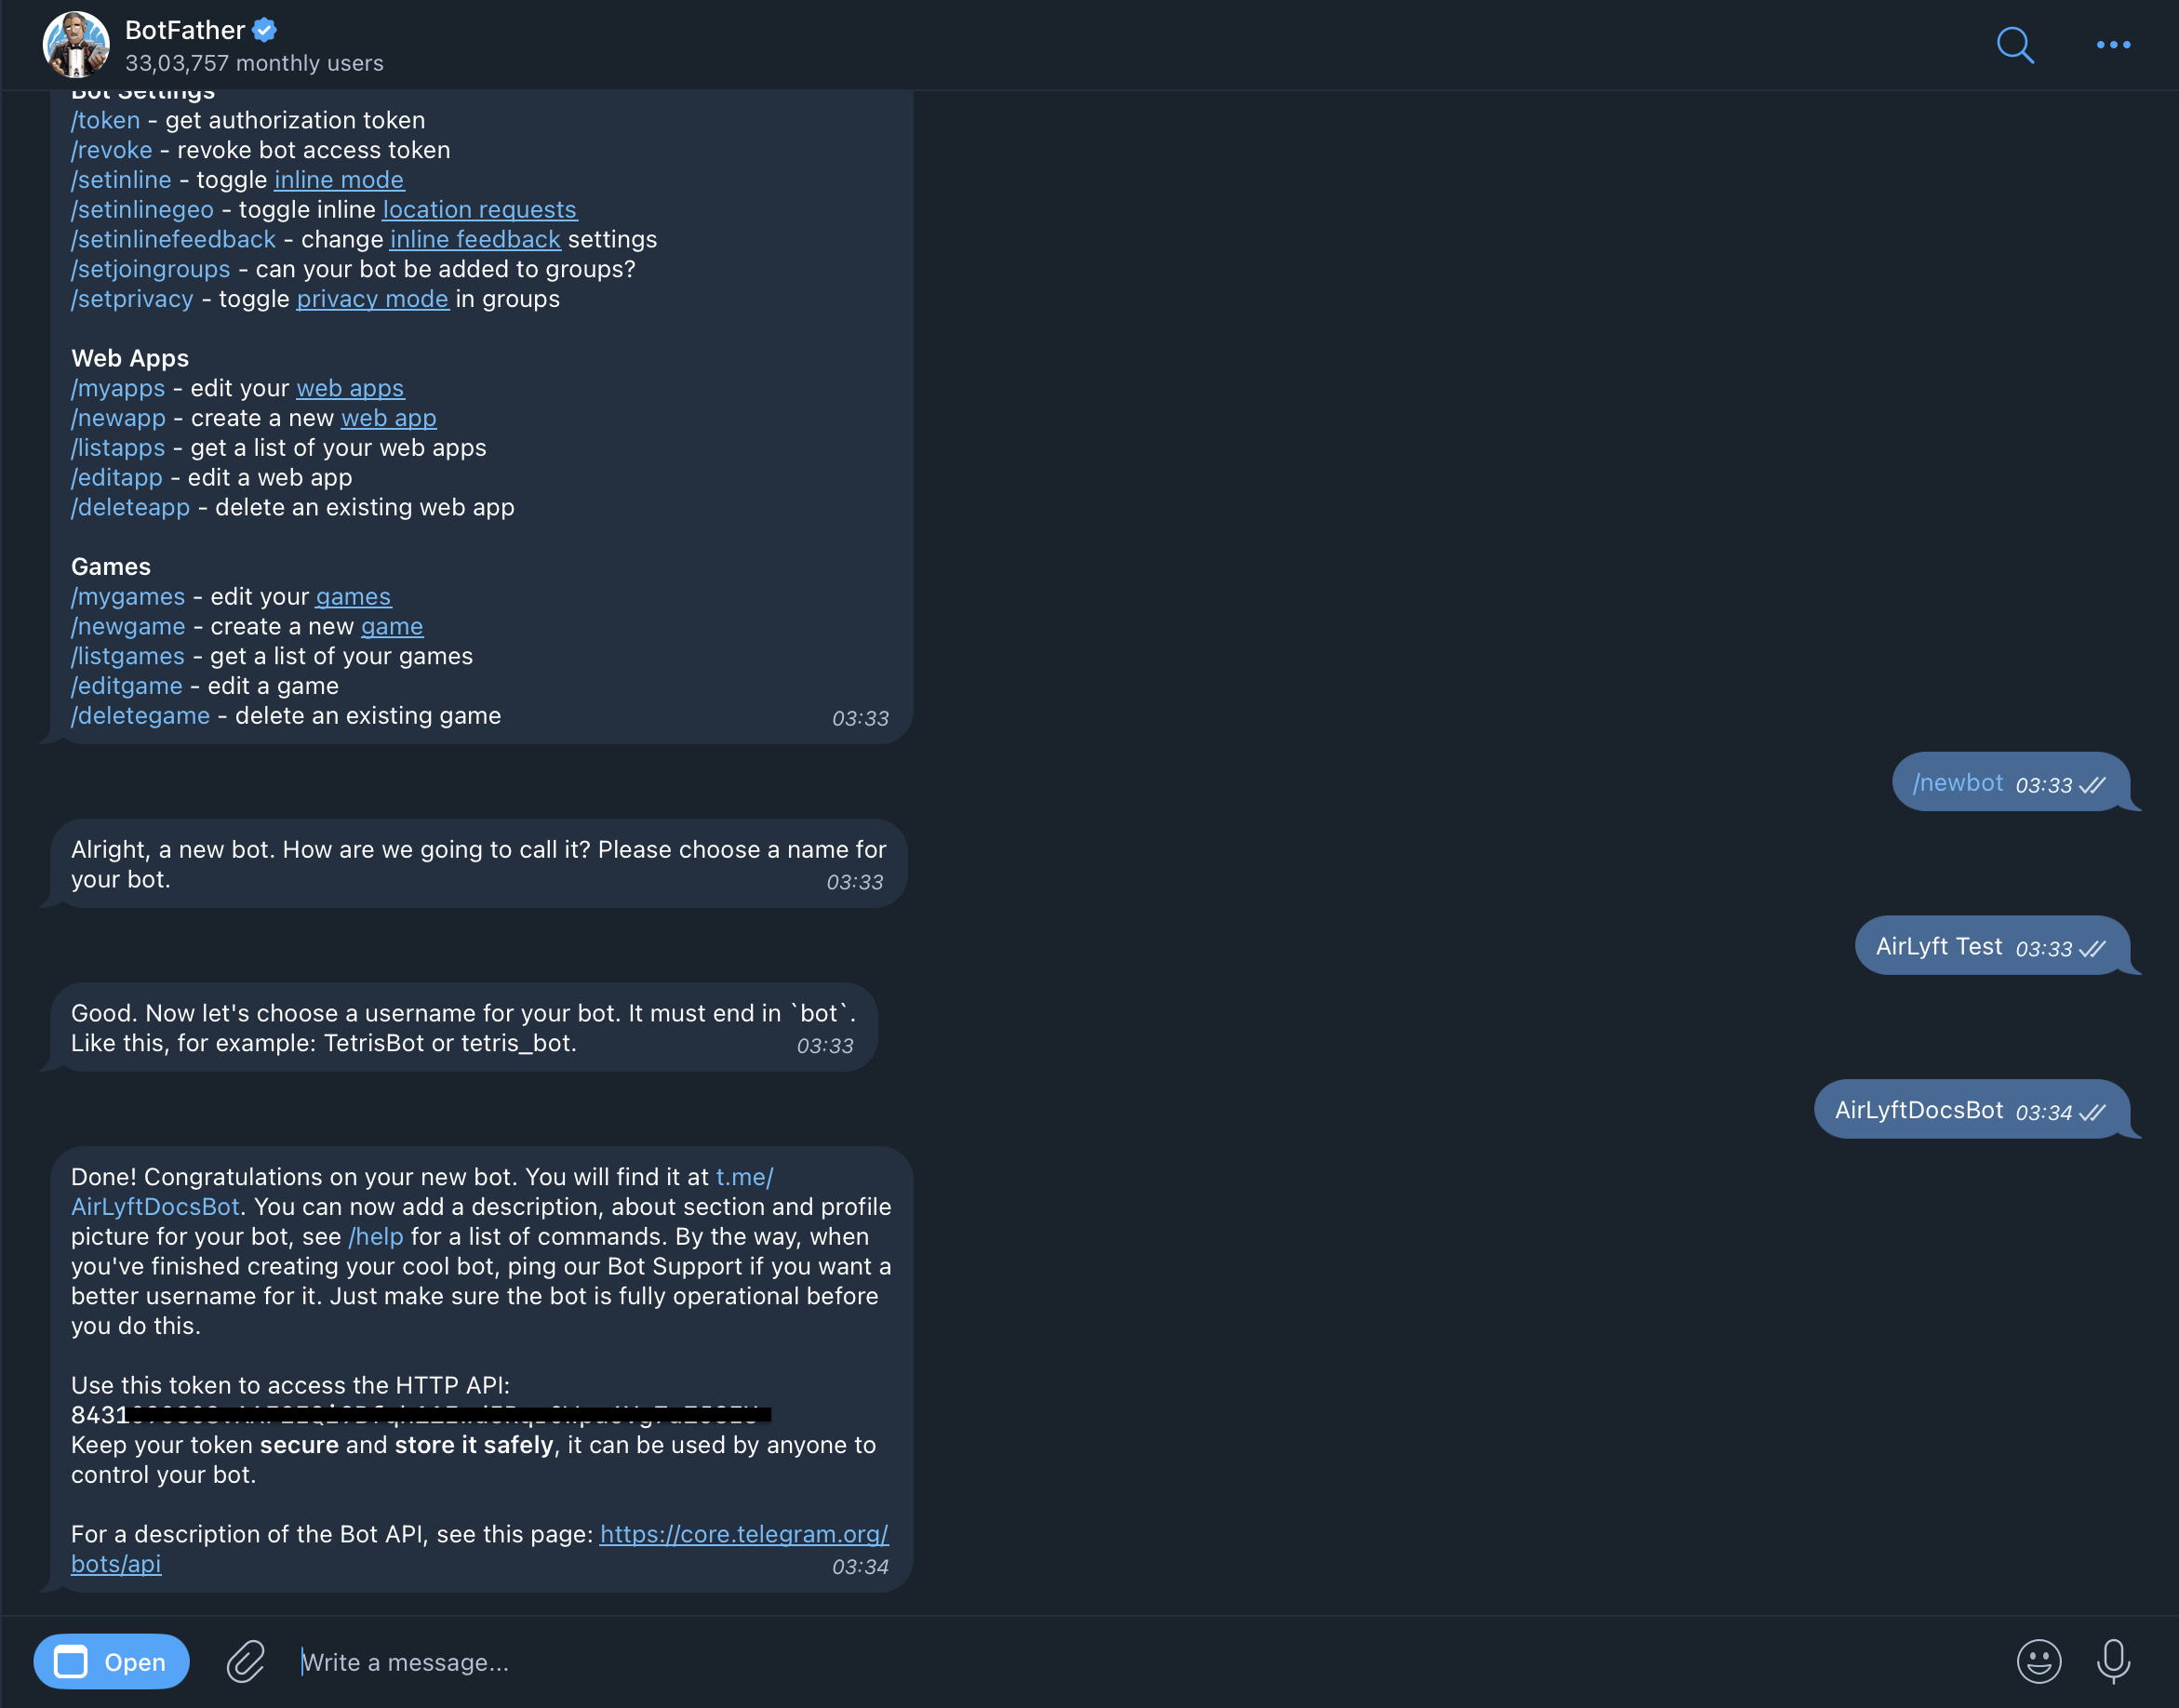 BotFather
33,03,757 monthly users
Bot Settings
/token - get authorization token
/revoke - revoke bot access token
/setinline - toggle inline mode
/setinlinegeo - toggle inline location requests
/setinlinefeedback - change inline feedback settings
/setjoingroups - can your bot be added to groups?
/setprivacy - toggle privacy mode in groups
Web Apps
/myapps - edit your web apps
/newapp - create a new web app
/listapps - get a list of your web apps
/editapp - edit a web app
/deleteapp - delete an existing web app
Games
/mygames - edit your games
/newgame - create a new game
/listgames - get a list of your games
/editgame - edit a game
/deletegame - delete an existing game
03:33
/newbot 03:33
Alright, a new bot. How are we going to call it? Please choose a name for
your bot.
03:33
AirLyft Test 03:33
Good. Now let's choose a username for your bot. It must end in `bot`.
Like this, for example: TetrisBot or tetris_bot.
03:33
AirLyftDocsBot 03:34
Done! Congratulations on your new bot. You will find it at t.me/
AirLyftDocsBot. You can now add a description, about section and profile
picture for your bot, see /help for a list of commands. By the way, when
you've finished creating your cool bot, ping our Bot Support if you want a
better username for it. Just make sure the bot is fully operational before
you do this.
Use this token to access the HTTP API:
8431
Keep your token secure and store it safely, it can be used by anyone to
control your bot.
For a description of the Bot API, see this page: https://core.telegram.org/
bots/api
03:34
Open
Write a message...